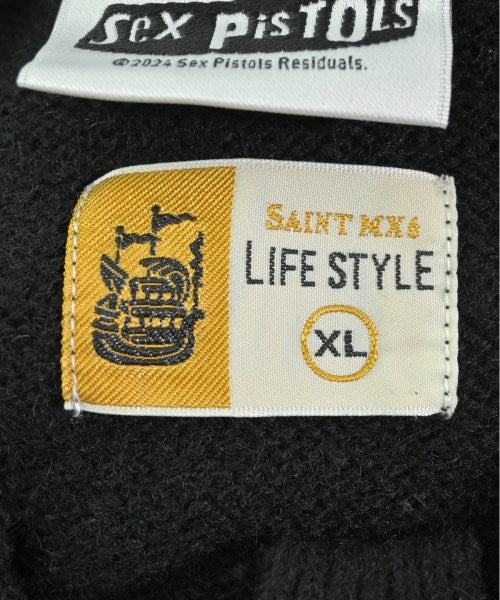 SEX PISTOLS
©2024 Sex Pistols Residuals.
SAINT MX6
LIFE STYLE
XL